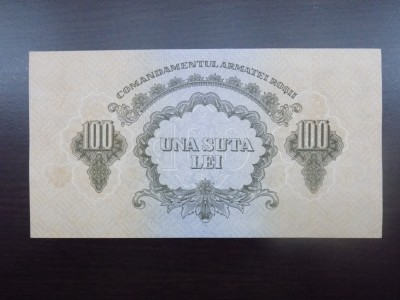 COMANDAMENTUL ARMATEI ROȘII
100
UNA SUTA
LEI
100